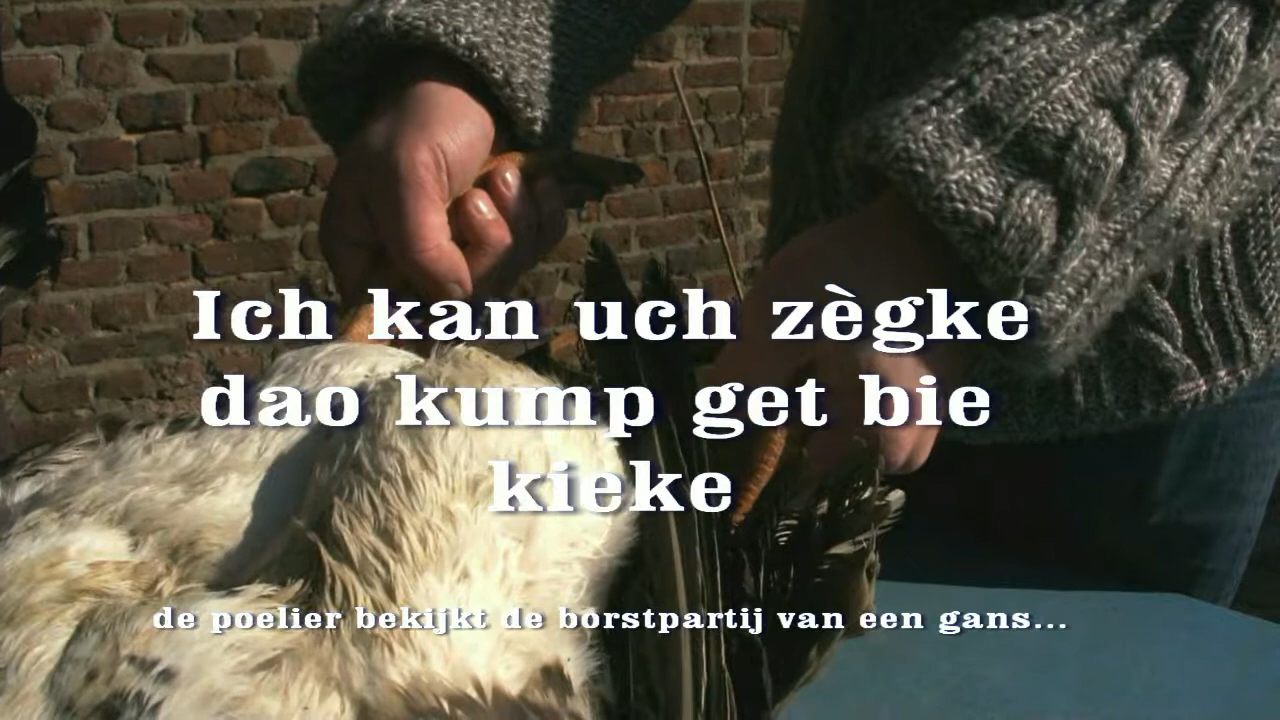 Ich kan uch zègke
dao kump get bie
kieke
de poelier bekijkt de borstpartij van een gans...